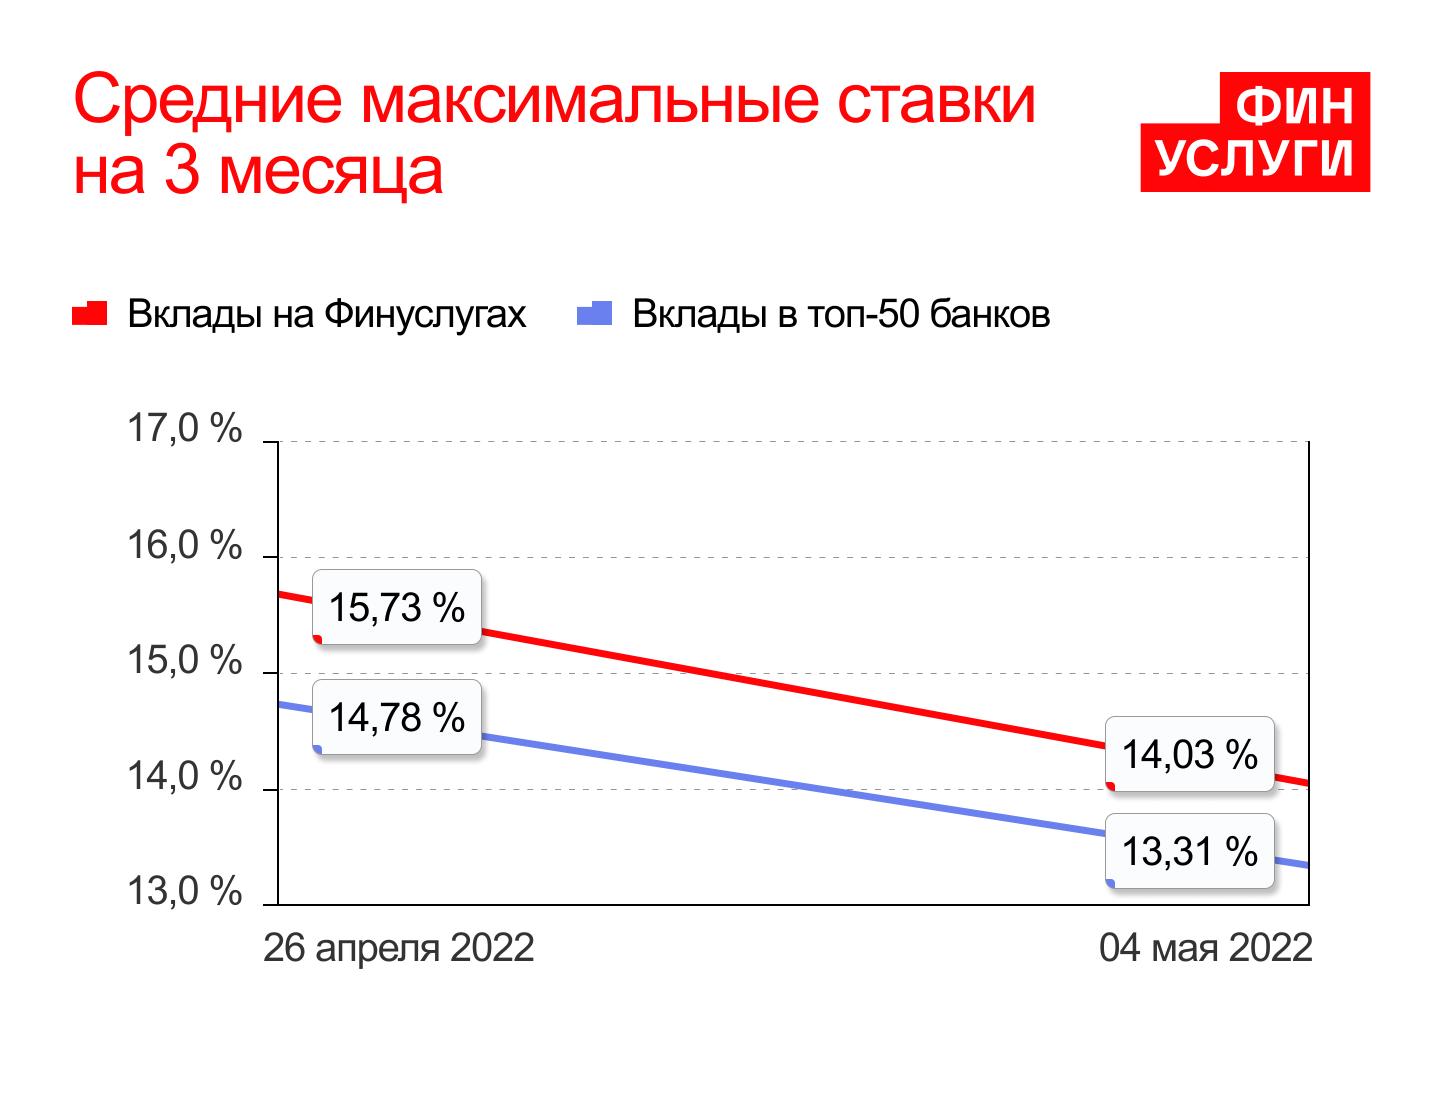 Средние максимальные ставки
на 3 месяца
ФИН
УСЛУГИ
Вклады на Финуслугах
Вклады в топ-50 банков
17,0 %
16,0 %
15,73 %
15,0 %
14,78 %
14,03 %
14,0 %
13,31 %
13,0 %
26 апреля 2022
04 мая 2022